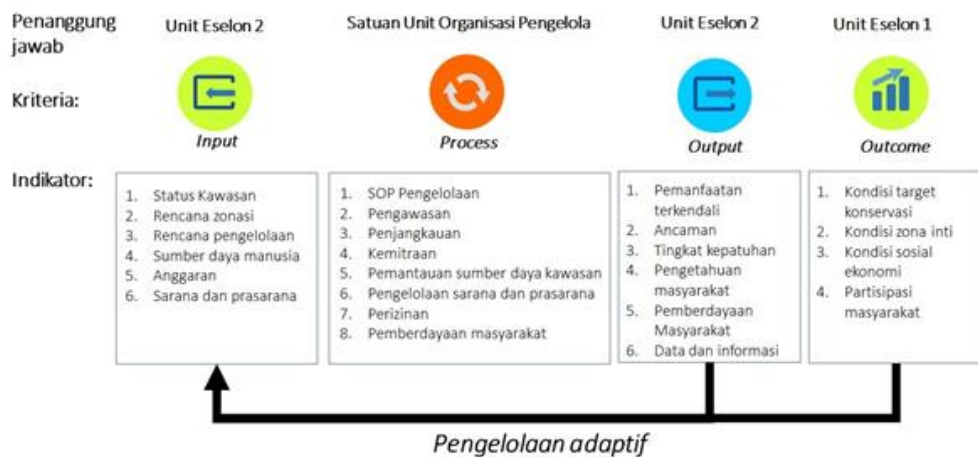 Penanggung jawab
Unit Eselon 2
Satuan Unit Organisasi Pengelola
Unit Eselon 2
Unit Eselon 1
Kriteria:
Input
Process
Output
Outcome
Indikator:
1. Status Kawasan
2. Rencana zonasi
3. Rencana pengelolaan
4. Sumber daya manusia
5. Anggaran
6. Sarana dan prasarana
1. SOP Pengelolaan
2. Pengawasan
3. Penjangkauan
4. Kemitraan
5. Pemantauan sumber daya kawasan
6. Pengelolaan sarana dan prasarana
7. Perizinan
8. Pemberdayaan masyarakat
1. Pemanfaatan
terkendali
2. Ancaman
3. Tingkat kepatuhan
4. Pengetahuan
masyarakat
5. Pemberdayaan
Masyarakat
6. Data dan informasi
1. Kondisi target
konservasi
2. Kondisi zona inti
3. Kondisi sosial
ekonomi
4. Partisipasi
masyarakat
Pengelolaan adaptif